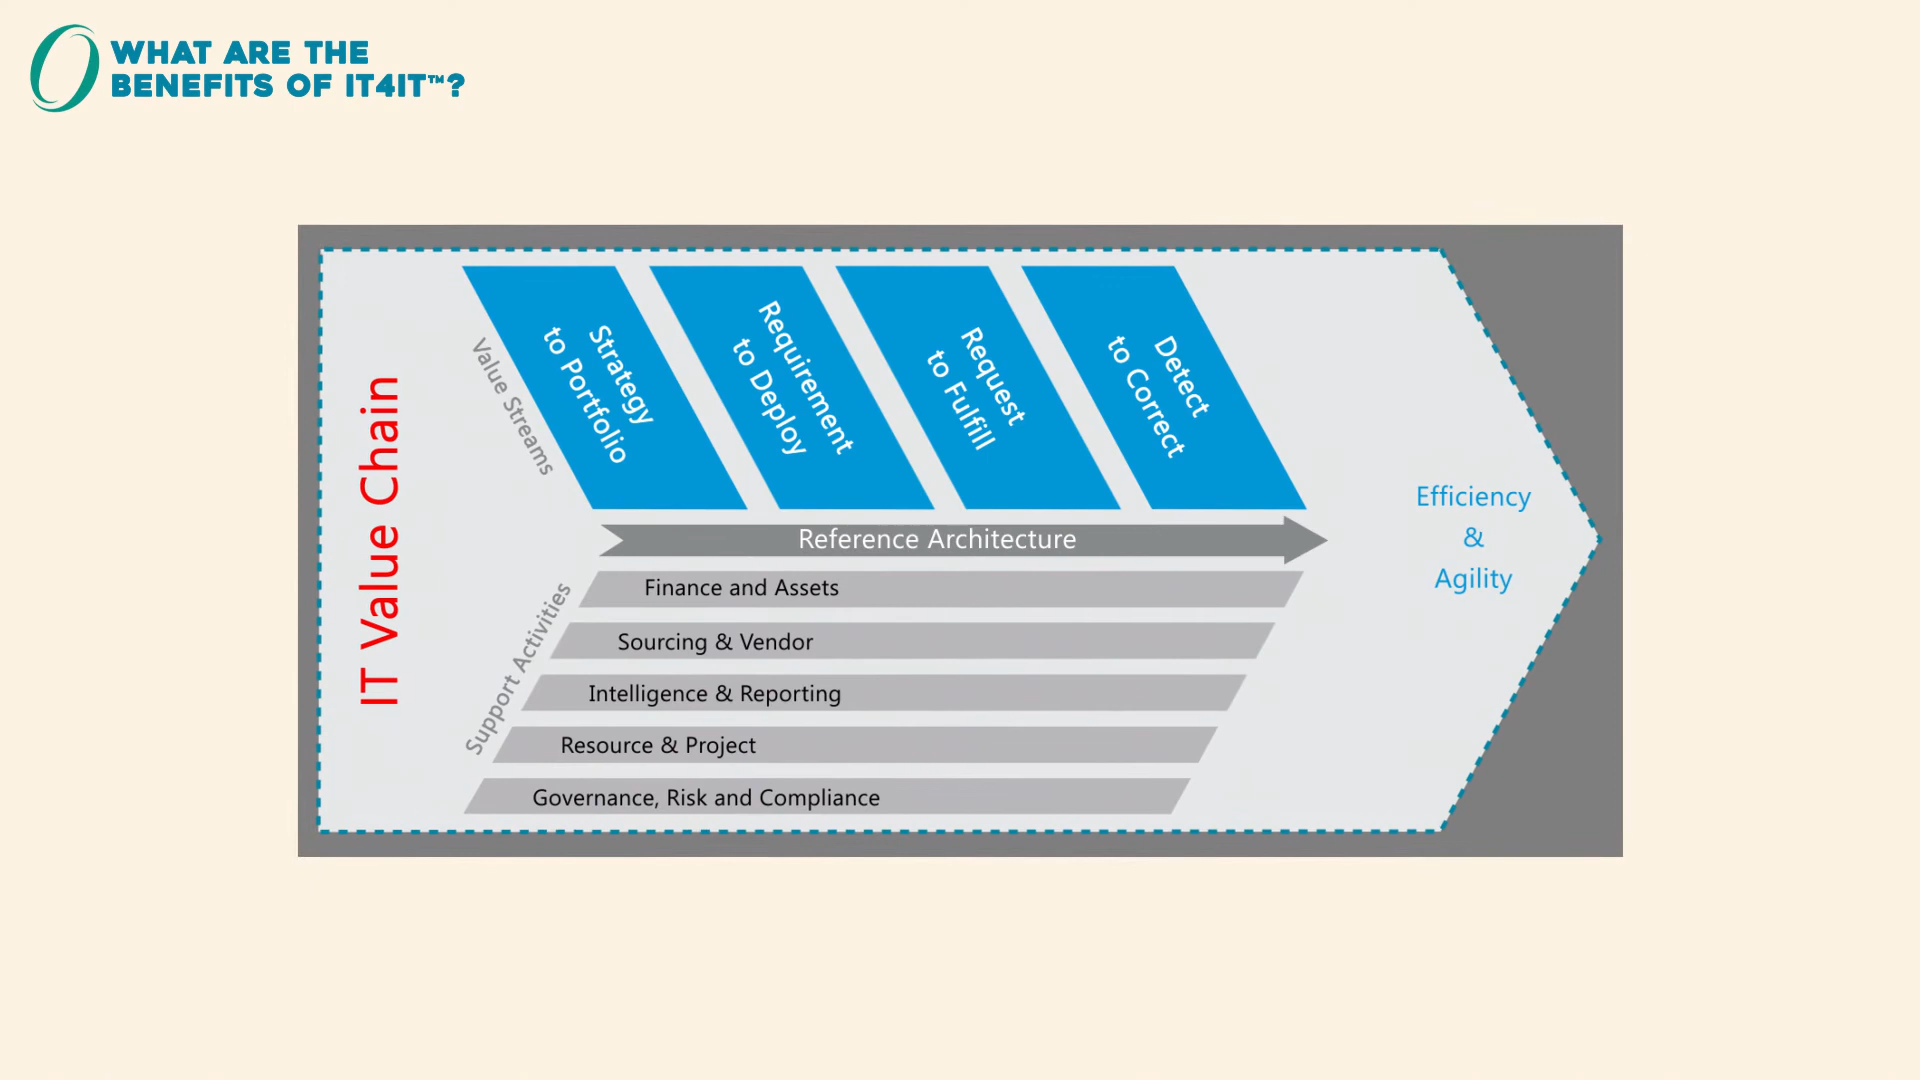 WHAT ARE THE
BENEFITS OF IT4IT™?
IT Value Chain
Value Streams
Strategy
to Portfolio
Requirement
to Deploy
Request
to Fulfill
Detect
to Correct
Reference Architecture
Support Activities
Finance and Assets
Sourcing & Vendor
Intelligence & Reporting
Resource & Project
Governance, Risk and Compliance
Efficiency
&
Agility